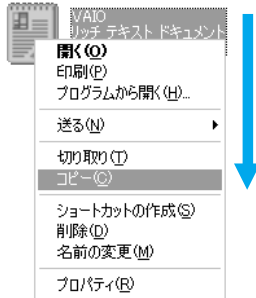 VAIO
リッチ テキスト ドキュメント
開く(O)
印刷(P)
プログラムから開く(H)...
送る(N)
切り取り(T)
コピー(C)
ショートカットの作成(S)
削除(D)
名前の変更(M)
プロパティ(R)